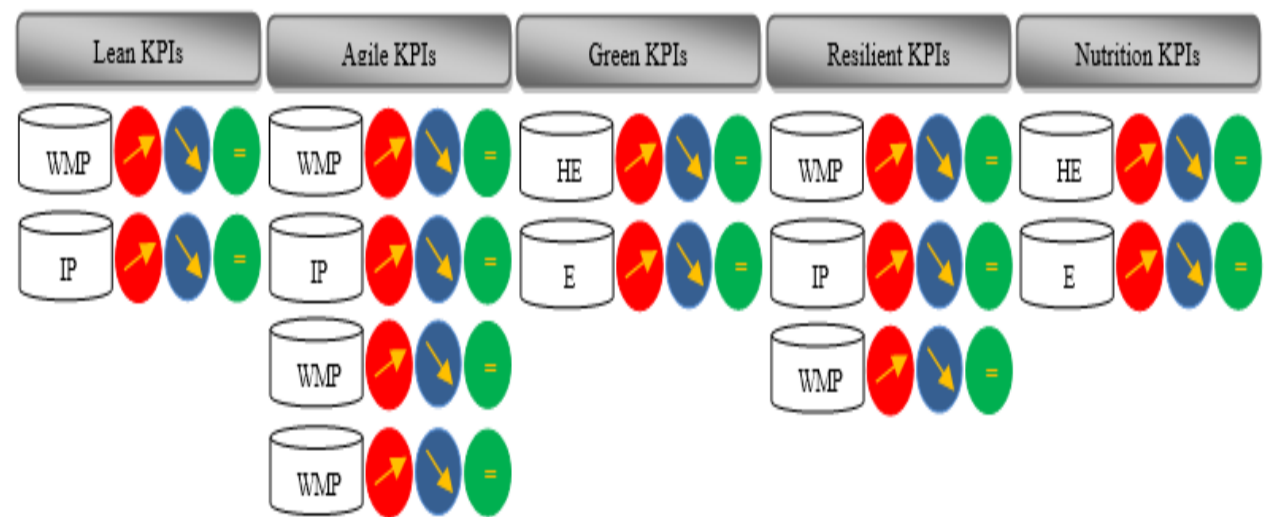 Lean KPIs
Agile KPIs
Green KPIs
Resilient KPIs
Nutrition KPIs
WMP =
WMP =
HE =
WMP =
HE =
IP =
IP =
E =
IP =
E =
WMP =
WMP =
WMP =